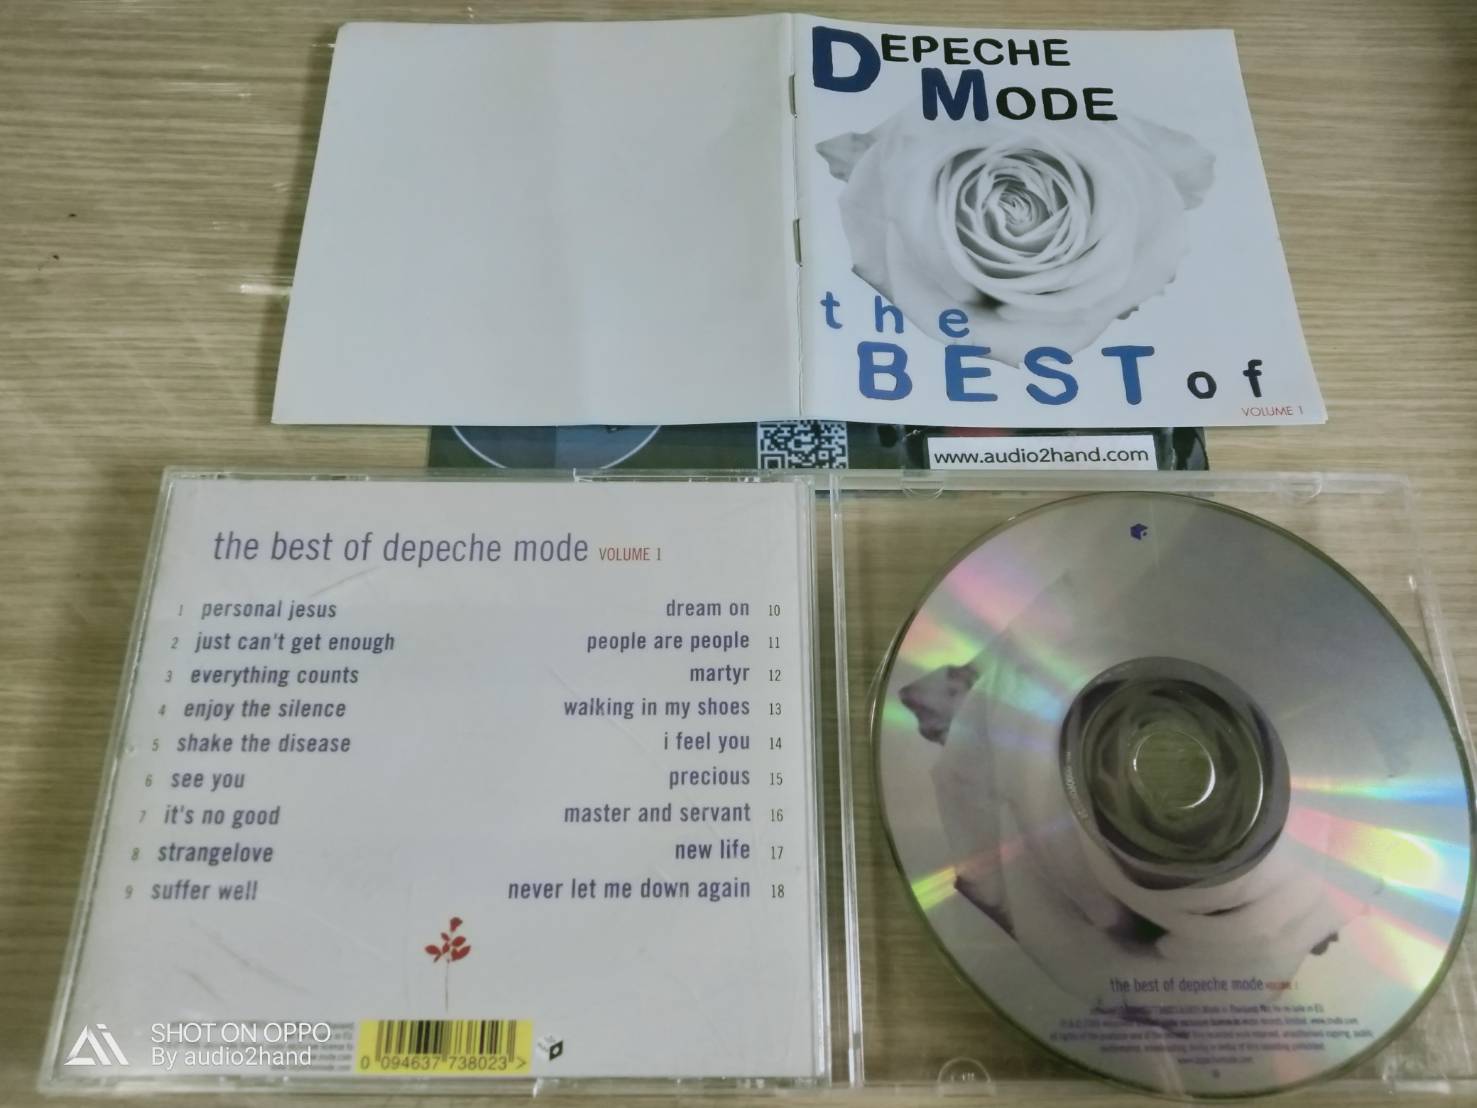 DEPECHE
MODE
the
BEST of
VOLUME 1
www.audio2hand.com
the best of depeche mode VOLUME 1
1 personal jesus
2 just can't get enough
3 everything counts
4 enjoy the silence
5 shake the disease
6 see you
7 it's no good
8 strangelove
9 suffer well
dream on 10
people are people 11
martyr 12
walking in my shoes 13
i feel you 14
precious 15
master and servant 16
new life 17
never let me down again 18
0 094637 738023 >
the best of depeche mode VOLUME 1
SHOT ON OPPO
By audio2hand